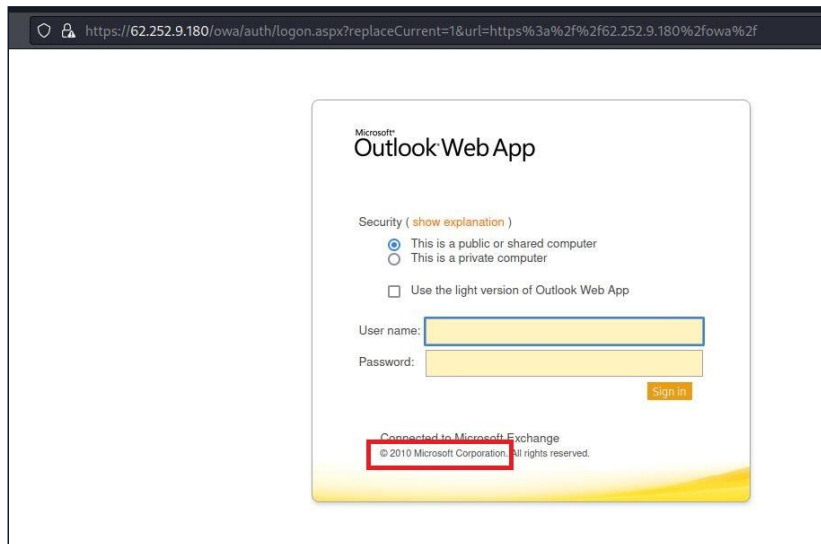 https://62.252.9.180/owa/auth/logon.aspx?replaceCurrent=1&url=https%3a%2f%2f62.252.9.180%2fowa%2f
Microsoft®
Outlook® Web App
Security ( show explanation )
This is a public or shared computer
This is a private computer
Use the light version of Outlook Web App
User name:
Password:
Sign in
Connected to Microsoft Exchange
© 2010 Microsoft Corporation. All rights reserved.